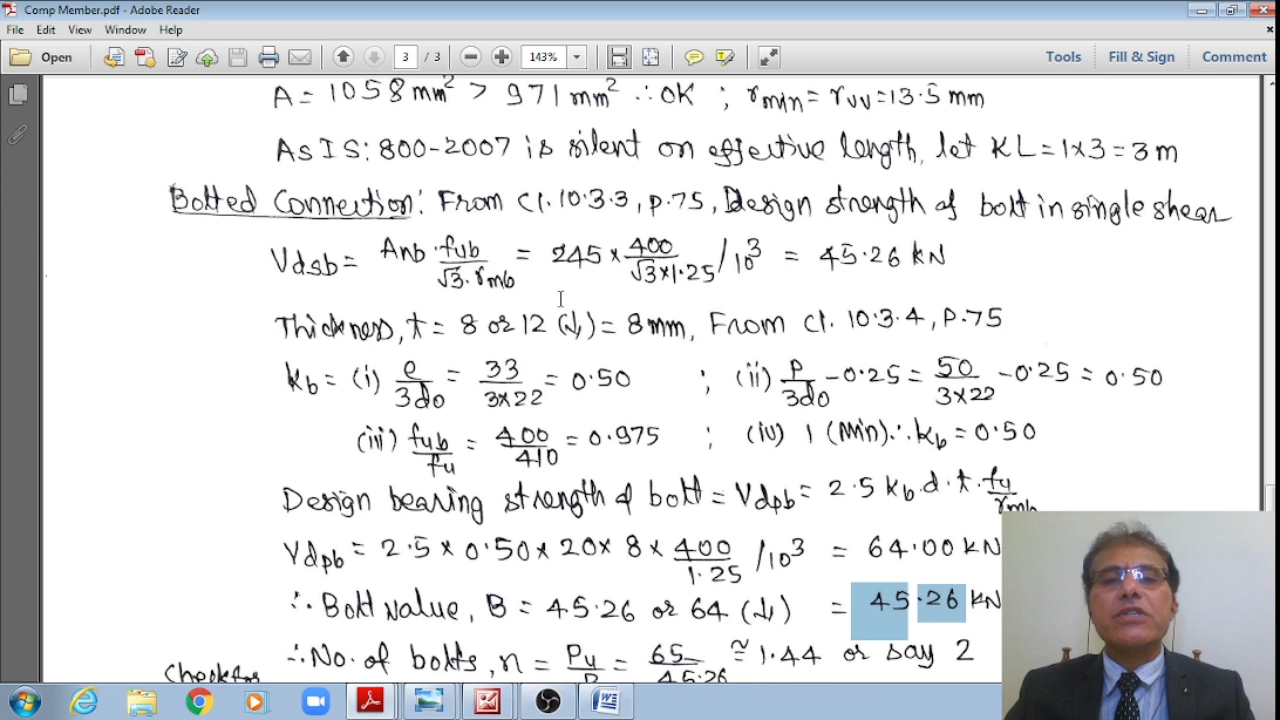 Comp Member.pdf - Adobe Reader
File Edit View Window Help
Open 3 / 3 143% Tools Fill & Sign Comment
A = 1058 mm² > 971 mm² ∴ OK ; rmin = rvv = 13.5 mm
As IS: 800-2007 is silent on effective length, let KL = 1×3 = 3 m
Bolted Connection: From Cl. 10.3.3, P.75, Design strength of bolt in single shear
Vdsb = Anb · fub / √3·rmb = 245 × 400 / √3×1.25 / 10³ = 45.26 KN
Thickness, t = 8 or 12 (↓) = 8 mm, From Cl. 10.3.4, P.75
Kb = (i) e / 3do = 33 / 3×22 = 0.50 ; (ii) P / 3do - 0.25 = 50 / 3×22 - 0.25 = 0.50
(iii) fub / fu = 400 / 410 = 0.975 ; (iv) 1 (Min) ∴ Kb = 0.50
Design bearing strength of bolt = Vdpb = 2.5 Kb·d·t·fu / rmb
Vdpb = 2.5 × 0.50 × 20 × 8 × 400 / 1.25 / 10³ = 64.00 KN
∴ Bolt value, B = 45.26 or 64 (↓) = 45.26 KN
∴ No. of bolts, n = Pu / B = 65 / 45.26 ≅ 1.44 or say 2
Check for